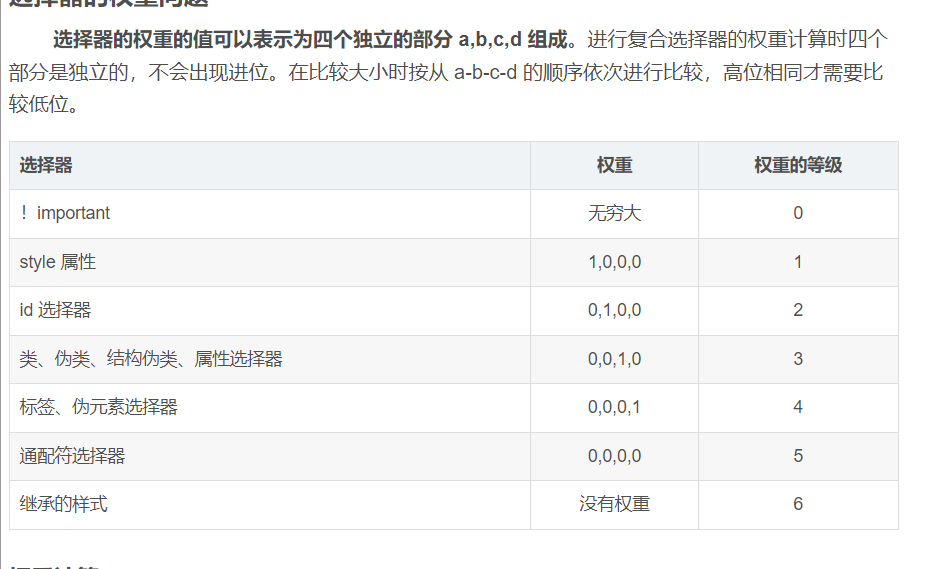 选择器的权重问题
选择器的权重的值可以表示为四个独立的部分 a,b,c,d 组成。进行复合选择器的权重计算时四个
部分是独立的，不会出现进位。在比较大小时按从 a-b-c-d 的顺序依次进行比较，高位相同才需要比
较低位。
选择器 权重 权重的等级
！important 无穷大 0
style 属性 1,0,0,0 1
id 选择器 0,1,0,0 2
类、伪类、结构伪类、属性选择器 0,0,1,0 3
标签、伪元素选择器 0,0,0,1 4
通配符选择器 0,0,0,0 5
继承的样式 没有权重 6